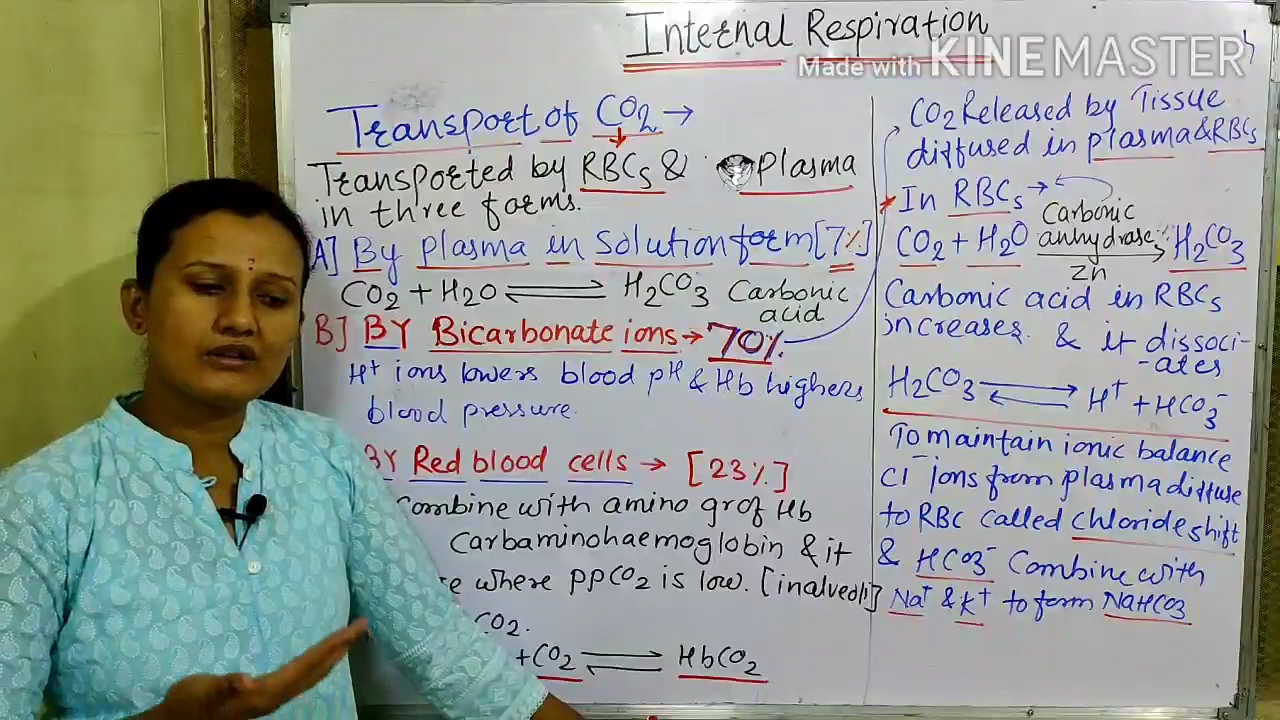 Internal Respiration
Made with KINEMASTER
Transport of CO2 →
Transported by RBCs & Plasma
in three forms.
A] By plasma in solution form [7%]
CO2 + H2O ⇌ H2CO3 Carbonic
acid
B] BY Bicarbonate ions → 70%
H+ ions lowers blood pH & Hb highers
blood pressure.
BY Red blood cells → [23%]
Combine with amino gr of Hb
Carbaminohaemoglobin & it
where ppCO2 is low. [in alveoli]
CO2.
+CO2 ⇌ HbCO2
CO2 Released by Tissue
diffused in plasma & RBCs
* In RBCs →
Carbonic
CO2 + H2O anhydrase → H2CO3
Zn
Carbonic acid in RBCs
increases. & it dissoci-
-ates
H2CO3 ⇌ H+ + HCO3-
To maintain ionic balance
Cl- ions from plasma diffuse
to RBC called chloride shift
& HCO3- Combine with
Na+ & K+ to form NaHCO3